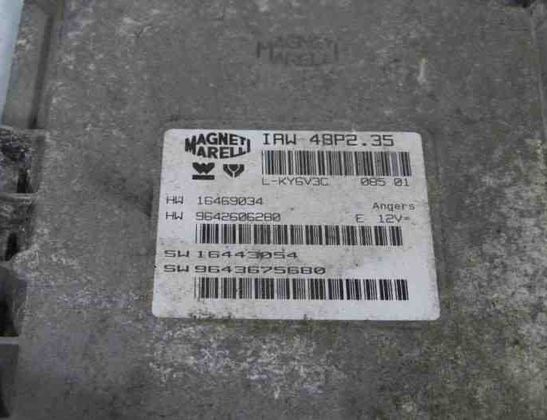 MAGNETI
MARELLI
MAGNETI
MARELLI
IAW 48P2.35
L-KY6V3C 085 01
HW 16469034 Angers
HW 9642606280 E 12V=
SW 16443054
SW 9643675680